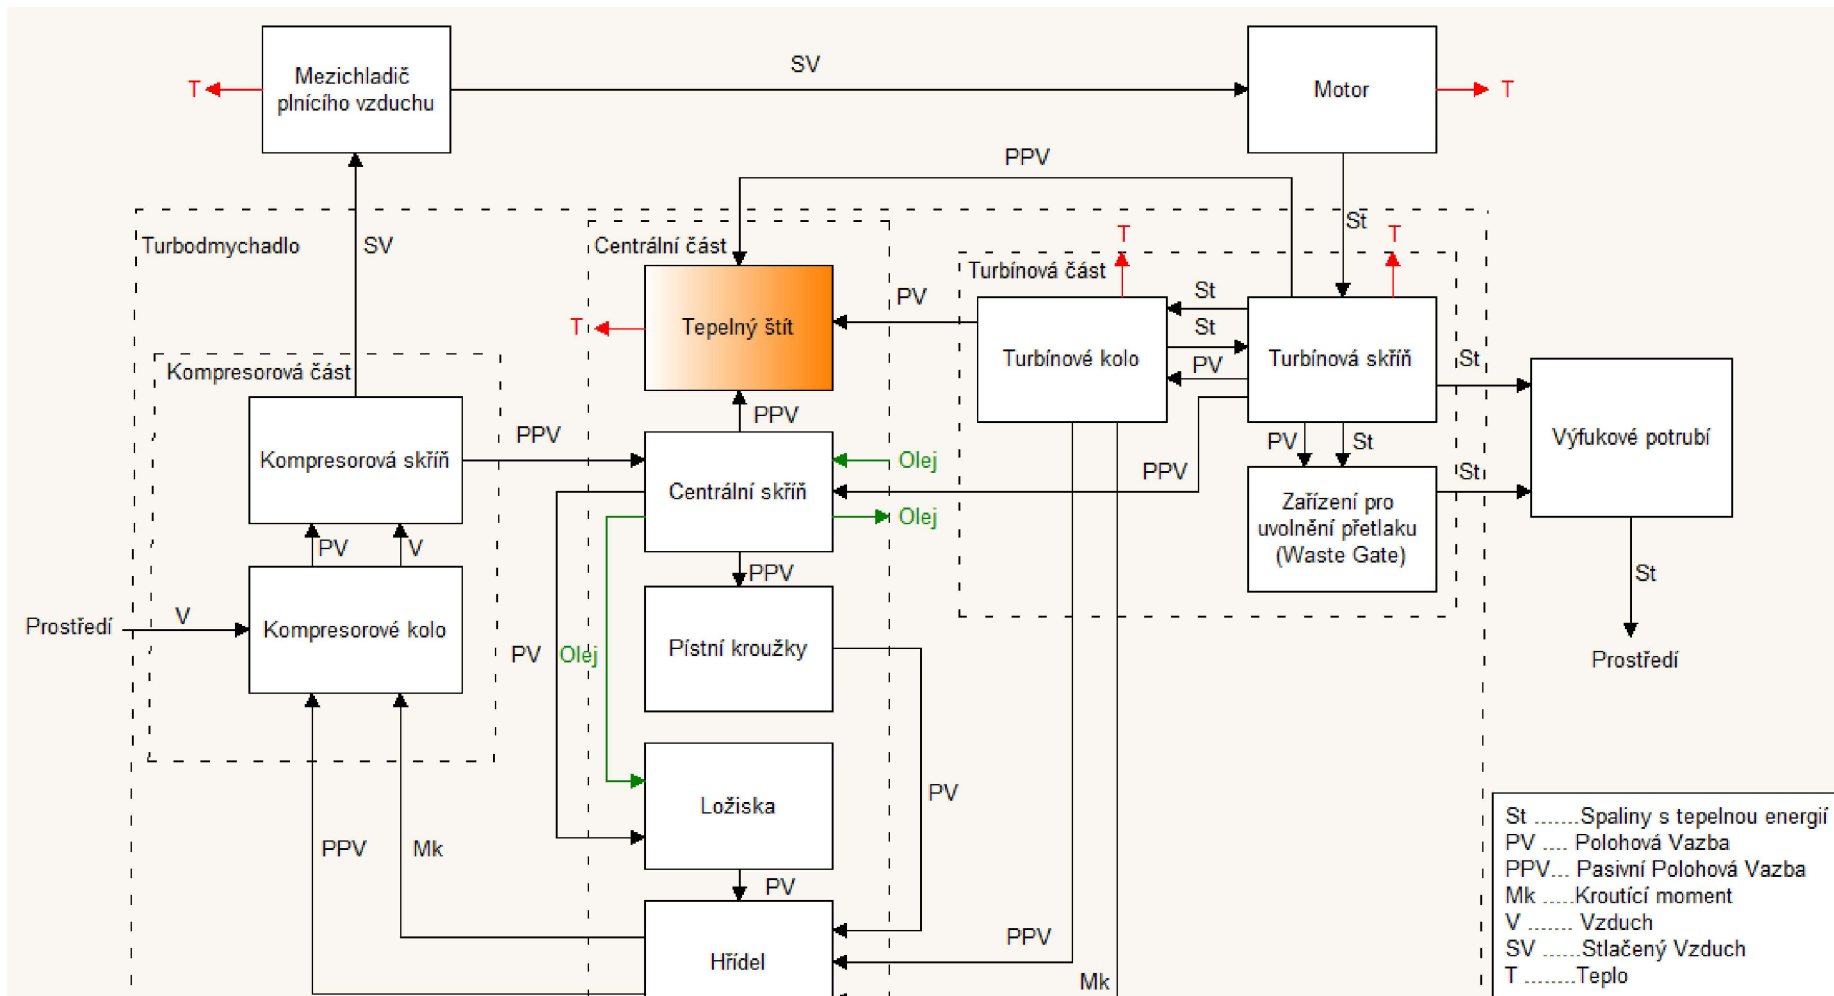 SV
Mezichladič
plnícího vzduchu
T
Motor
T
PPV
Turbodmychadlo
SV
Centrální část
St
T
T
Turbínová část
PV
St
T
Tepelný štít
St
Turbínové kolo
PV
Turbínová skříň
St
Kompresorová část
PPV
PPV
Kompresorová skříň
Olej
PV
St
Výfukové potrubí
Centrální skříň
PPV
St
Olej
Zařízení pro
uvolnění přetlaku
(Waste Gate)
PV
V
PPV
St
Prostředí
V
Kompresorové kolo
PV
Olej
Pístní kroužky
Prostředí
PV
Ložiska
PPV
Mk
PV
PPV
Hřídel
Mk
St .......Spaliny s tepelnou energií
PV .... Polohová Vazba
PPV... Pasivní Polohová Vazba
Mk .....Kroutící moment
V ....... Vzduch
SV ......Stlačený Vzduch
T ........Teplo